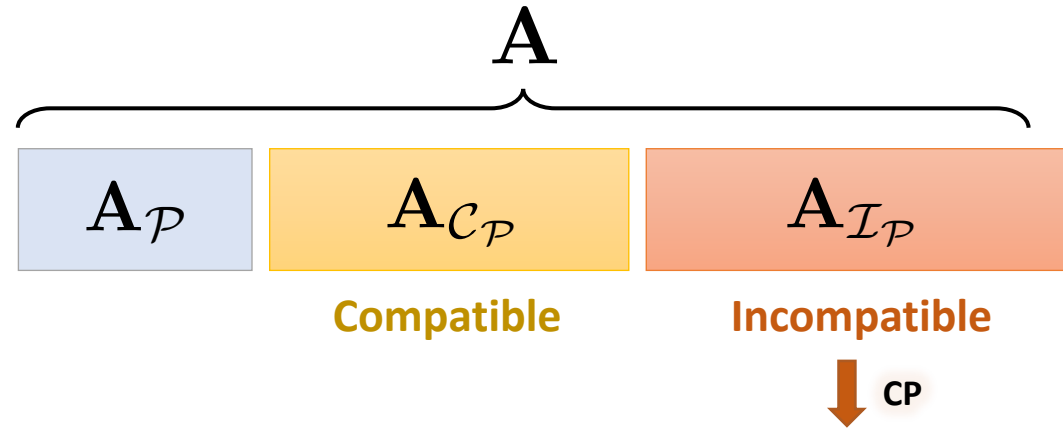 𝐀
𝐀_𝒫 𝐀_{𝒞_𝒫} 𝐀_{ℐ_𝒫}
Compatible Incompatible
CP